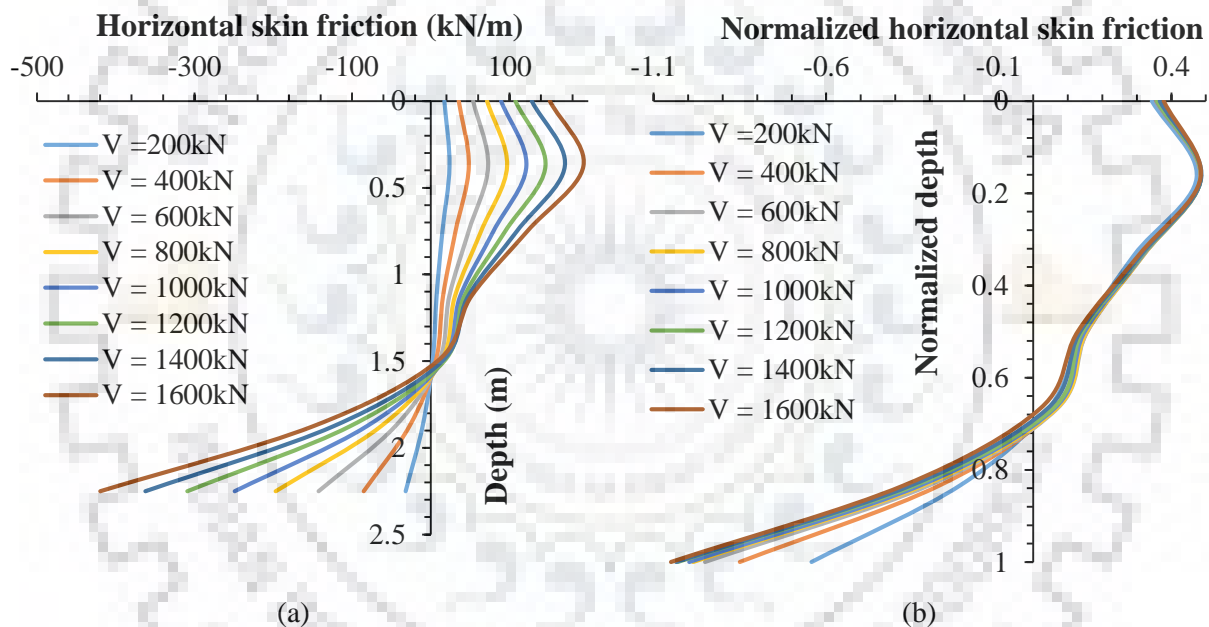 Horizontal skin friction (kN/m)
-500 -300 -100 100
0
0.5
1
1.5
2
2.5
Depth (m)
V =200kN
V = 400kN
V = 600kN
V = 800kN
V = 1000kN
V = 1200kN
V = 1400kN
V = 1600kN
(a)
Normalized horizontal skin friction
-1.1 -0.6 -0.1 0.4
0
0.2
0.4
0.6
0.8
1
Normalized depth
V = 200kN
V = 400kN
V = 600kN
V = 800kN
V = 1000kN
V = 1200kN
V = 1400kN
V = 1600kN
(b)